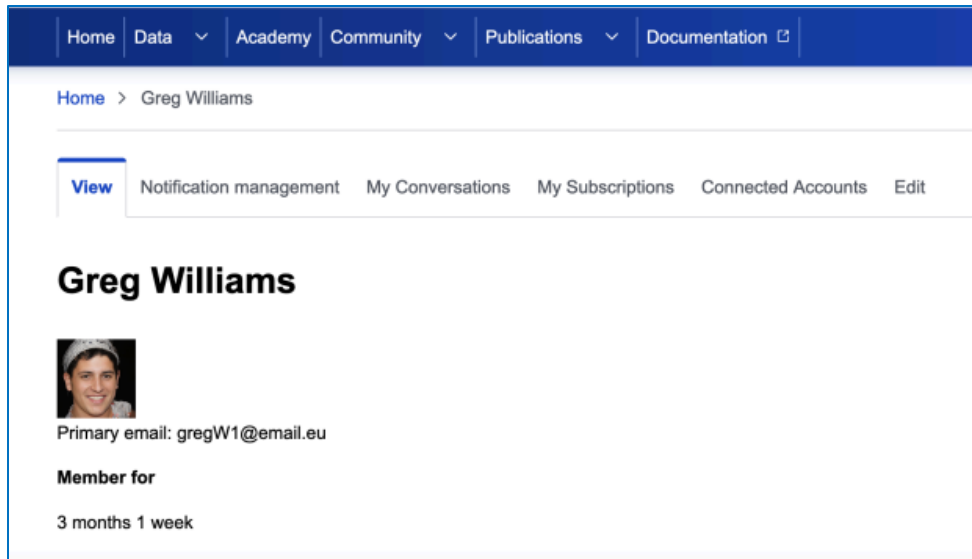 Home Data Academy Community Publications Documentation
Home > Greg Williams
View Notification management My Conversations My Subscriptions Connected Accounts Edit
Greg Williams
Primary email: gregW1@email.eu
Member for
3 months 1 week